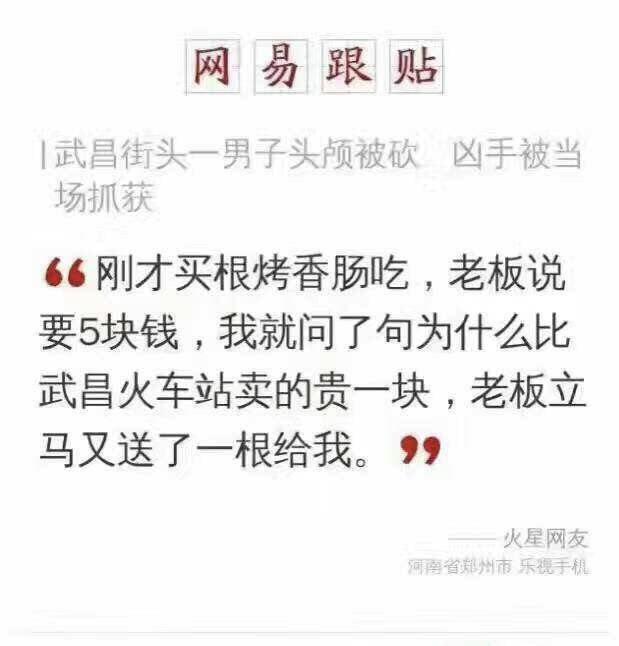 网易跟贴
|武昌街头一男子头颅被砍 凶手被当
场抓获
“刚才买根烤香肠吃，老板说
要5块钱，我就问了句为什么比
武昌火车站卖的贵一块，老板立
马又送了一根给我。”
——火星网友
河南省郑州市 乐视手机